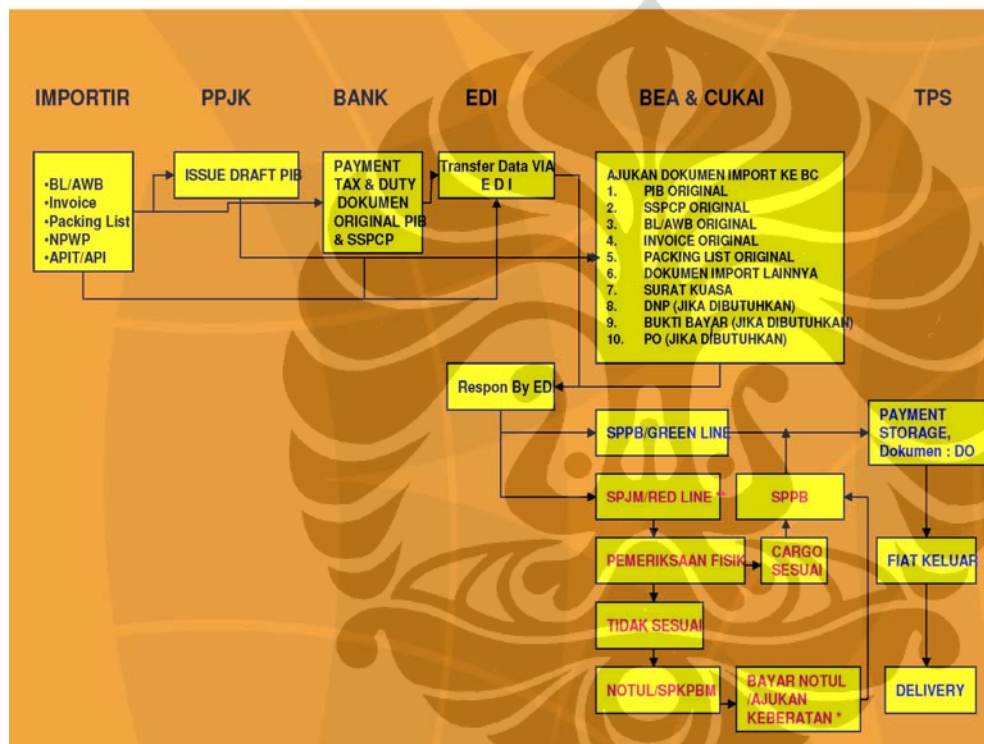 IMPORTIR PPJK BANK EDI BEA & CUKAI TPS
•BL/AWB
•Invoice
•Packing List
•NPWP
•APIT/API
ISSUE DRAFT PIB
PAYMENT
TAX & DUTY
DOKUMEN
ORIGINAL PIB
& SSPCP
Transfer Data VIA
E D I
AJUKAN DOKUMEN IMPORT KE BC
1. PIB ORIGINAL
2. SSPCP ORIGINAL
3. BL/AWB ORIGINAL
4. INVOICE ORIGINAL
5. PACKING LIST ORIGINAL
6. DOKUMEN IMPORT LAINNYA
7. SURAT KUASA
8. DNP (JIKA DIBUTUHKAN)
9. BUKTI BAYAR (JIKA DIBUTUHKAN)
10. PO (JIKA DIBUTUHKAN)
Respon By ED
SPPB/GREEN LINE
PAYMENT
STORAGE,
Dokumen : DO
SPJM/RED LINE **
SPPB
PEMERIKSAAN FISIK
CARGO
SESUAI
FIAT KELUAR
TIDAK SESUAI
NOTUL/SPKPBM
BAYAR NOTUL
/AJUKAN
KEBERATAN *
DELIVERY